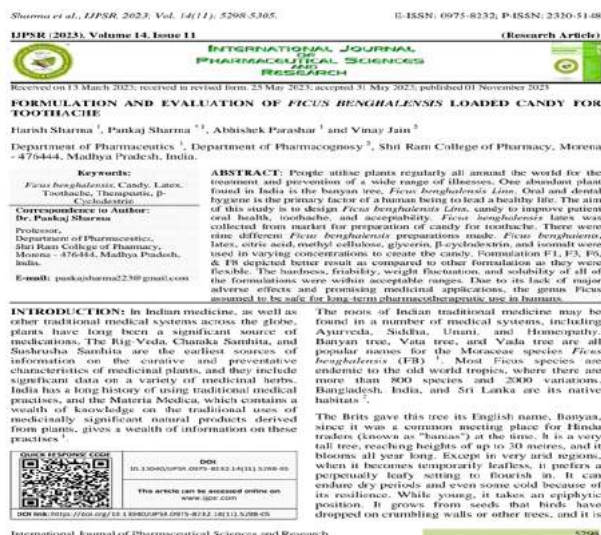 Sharma et al., IJPSR, 2023; Vol. 14(11): 5298-5305.
E-ISSN: 0975-8232; P-ISSN: 2320-5148
IJPSR (2023), Volume 14, Issue 11
(Research Article)
INTERNATIONAL JOURNAL
OF
PHARMACEUTICAL SCIENCES
AND
RESEARCH
Received on 13 March 2023; received in revised form, 25 May 2023; accepted 31 May 2023; published 01 November 2023
FORMULATION AND EVALUATION OF FICUS BENGHALENSIS LOADED CANDY FOR
TOOTHACHE
Harish Sharma 1, Pankaj Sharma *1, Abhishek Parashar 1 and Vinay Jain 2
Department of Pharmaceutics 1, Department of Pharmacognosy 2, Shri Ram College of Pharmacy, Morena
- 476444, Madhya Pradesh, India.
Keywords:
Ficus benghalensis, Candy, Latex,
Toothache, Therapeutic, β-
Cyclodextrin
Correspondence to Author:
Dr. Pankaj Sharma
Professor,
Department of Pharmaceutics,
Shri Ram College of Pharmacy,
Morena - 476444, Madhya Pradesh,
India.
E-mail: pankajsharma223@gmail.com
ABSTRACT: People utilise plants regularly all around the world for the
treatment and prevention of a wide range of illnesses. One abundant plant
found in India is the banyan tree, Ficus benghalensis Linn. Oral and dental
hygiene is the primary factor of a human being to lead a healthy life. The aim
of this study is to design Ficus benghalensis Linn. candy to improve patient
oral health, toothache, and acceptability. Ficus benghalensis latex was
collected from market for preparation of candy for toothache. There were
nine different Ficus benghalensis preparations made. Ficus benghalensis,
latex, citric acid, methyl cellulose, glycerin, β-cyclodextrin, and isomalt were
used in varying concentrations to create the candy. Formulation F1, F3, F6,
& F8 depicted better result as compared to other formulation as they were
flexible. The hardness, friability, weight fluctuation, and solubility of all of
the formulations were within acceptable ranges. Due to its lack of major
adverse effects and promising medicinal applications, the genus Ficus
assumed to be safe for long-term pharmacotherapeutic use in humans.
INTRODUCTION: In Indian medicine, as well as
other traditional medical systems across the globe,
plants have long been a significant source of
medications. The Rig-Veda, Charaka Samhita, and
Sushrusha Samhita are the earliest sources of
information on the curative and preventative
characteristics of medicinal plants, and they include
significant data on a variety of medicinal herbs.
India has a long history of using traditional medical
practises, and the Materia Medica, which contains a
wealth of knowledge on the traditional uses of
medicinally significant natural products derived
from plants, gives a wealth of information on these
practises 1.
QUICK RESPONSE CODE
DOI:
10.13040/IJPSR.0975-8232.14(11).5298-05
This article can be accessed online on
www.ijpsr.com
DOI link: https://doi.org/10.13040/IJPSR.0975-8232.14(11).5298-05
The roots of Indian traditional medicine may be
found in a number of medical systems, including
Ayurveda, Siddha, Unani, and Homeopathy.
Banyan tree, Vata tree, and Vada tree are all
popular names for the Moraceae species Ficus
benghalensis (FB) 1. Most Ficus species are
endemic to the old world tropics, where there are
more than 800 species and 2000 variations.
Bangladesh, India, and Sri Lanka are its native
habitats 2.
The Brits gave this tree its English name, Banyan,
since it was a common meeting place for Hindu
traders (known as "banias") at the time. It is a very
tall tree, reaching heights of up to 30 metres, and it
blooms all year long. Except in very arid regions,
when it becomes temporarily leafless, it prefers a
perpetually leafy setting to flourish in. It can
endure dry periods and even some cold because of
its resilience. While young, it takes an epiphytic
position. It grows from seeds that birds have
dropped on crumbling walls or other trees, and it is
International Journal of Pharmaceutical Sciences and Research
5298